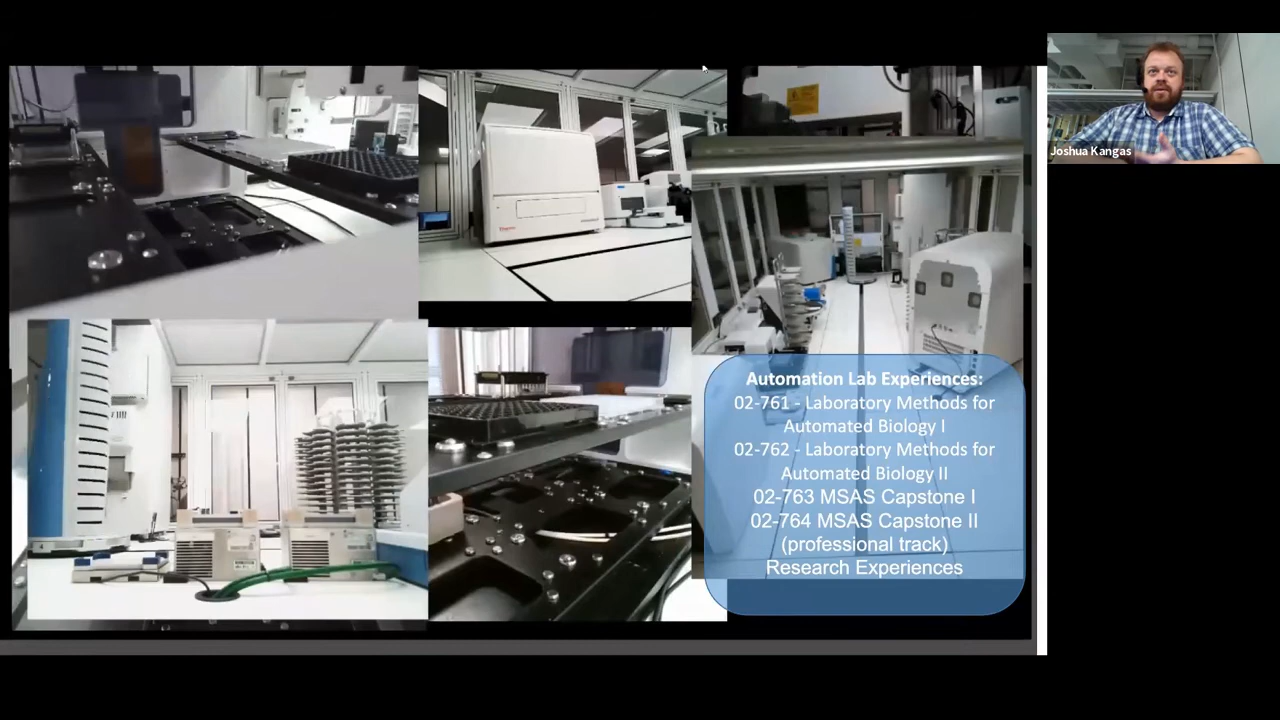 Joshua Kangas
Automation Lab Experiences:
02-761 - Laboratory Methods for
Automated Biology I
02-762 - Laboratory Methods for
Automated Biology II
02-763 MSAS Capstone I
02-764 MSAS Capstone II
(professional track)
Research Experiences